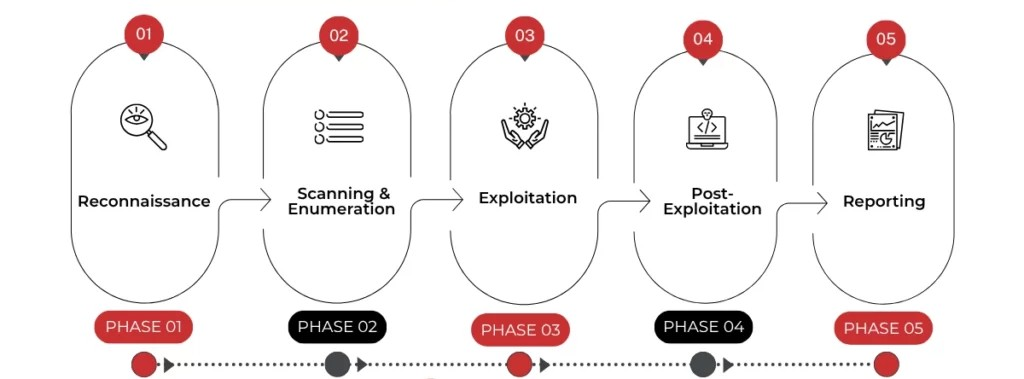 01
02
03
04
05
Reconnaissance
Scanning &
Enumeration
Exploitation
Post-
Exploitation
Reporting
PHASE 01
PHASE 02
PHASE 03
PHASE 04
PHASE 05